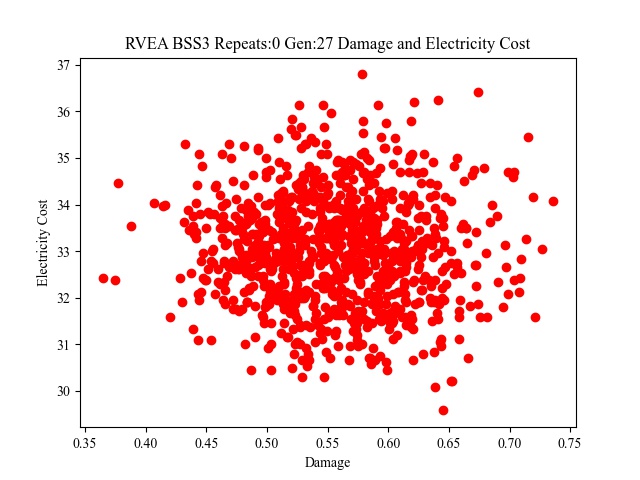 RVEA BSS3 Repeats:0 Gen:27 Damage and Electricity Cost
37
36
35
34
33
32
31
30
Electricity Cost
0.35 0.40 0.45 0.50 0.55 0.60 0.65 0.70 0.75
Damage